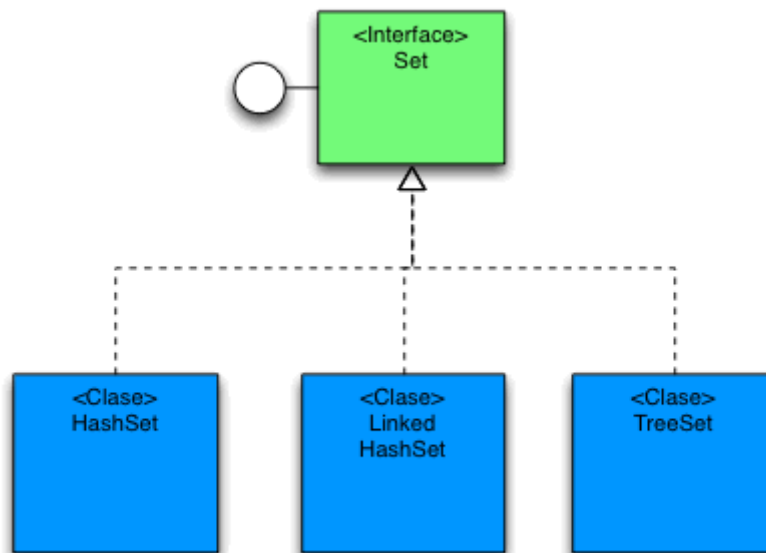 <Interface>
Set
<Clase>
HashSet
<Clase>
Linked
HashSet
<Clase>
TreeSet